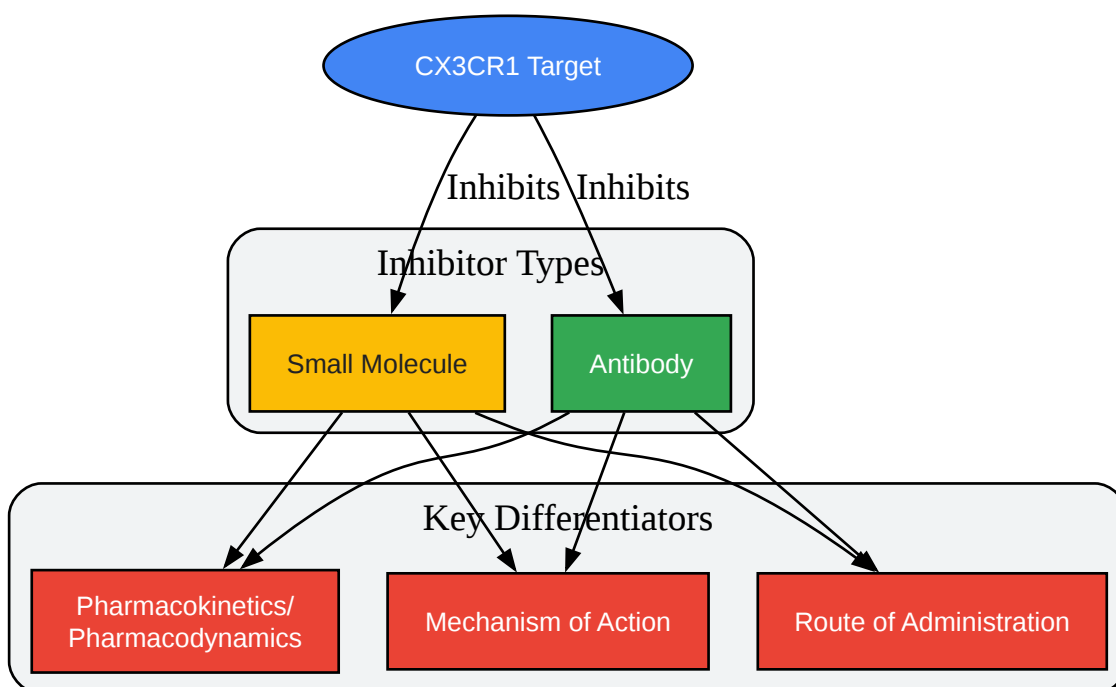 CX3CR1 Target
Inhibits
Inhibits
Inhibitor Types
Small Molecule
Antibody
Key Differentiators
Pharmacokinetics/
Pharmacodynamics
Mechanism of Action
Route of Administration